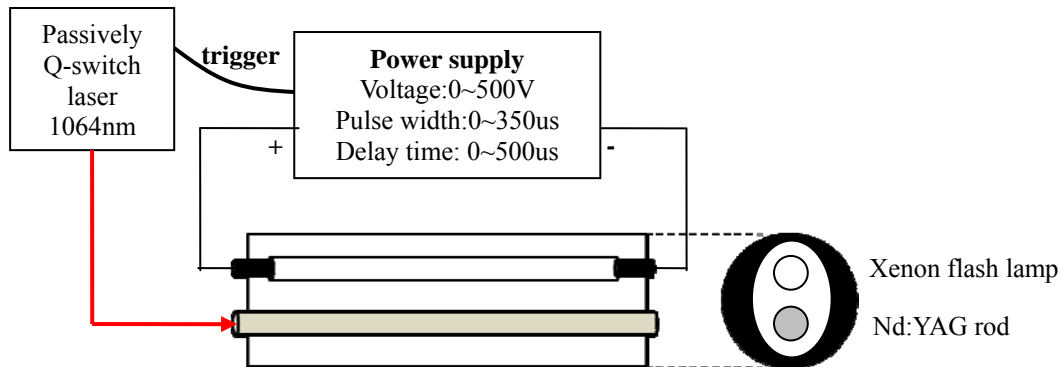 Passively
Q-switch
laser
1064nm
trigger
Power supply
Voltage:0~500V
Pulse width:0~350us
Delay time: 0~500us
+
-
Xenon flash lamp
Nd:YAG rod